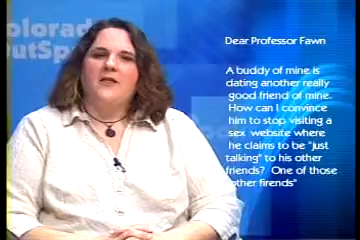 Colorado
OutSp
Dear Professor Fawn
A buddy of mine is
dating another really
good friend of mine.
How can I convince
him to stop visiting a
sex website where
he claims to be "just
talking" to his other
friends? One of those
other firends"